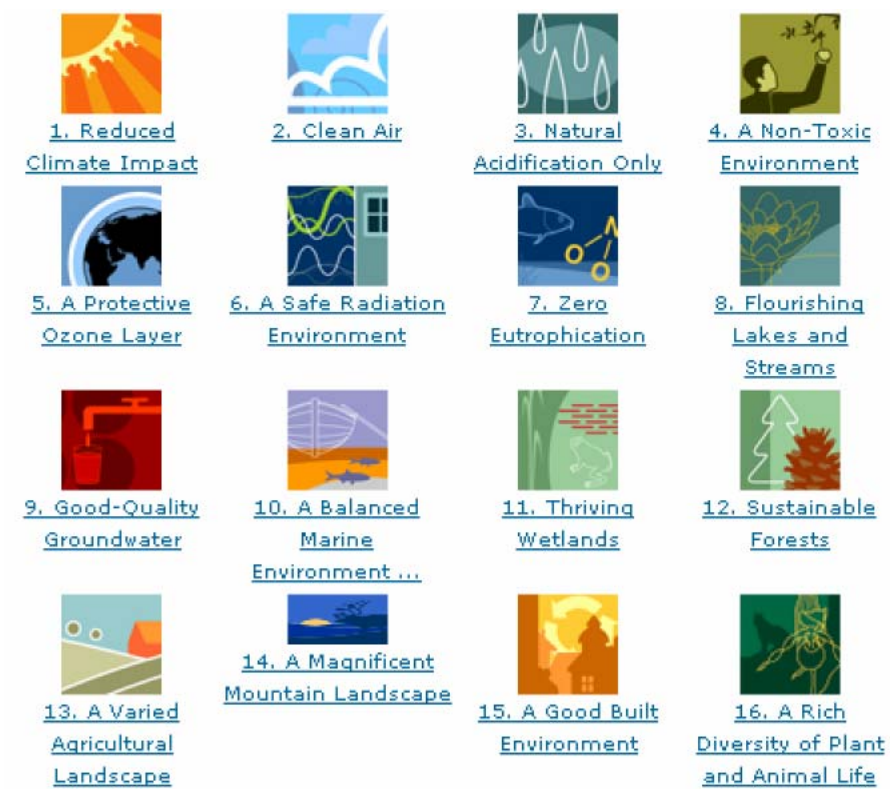 1. Reduced
Climate Impact
2. Clean Air
3. Natural
Acidification Only
4. A Non-Toxic
Environment
5. A Protective
Ozone Layer
6. A Safe Radiation
Environment
7. Zero
Eutrophication
8. Flourishing
Lakes and
Streams
9. Good-Quality
Groundwater
10. A Balanced
Marine
Environment ...
11. Thriving
Wetlands
12. Sustainable
Forests
13. A Varied
Agricultural
Landscape
14. A Magnificent
Mountain Landscape
15. A Good Built
Environment
16. A Rich
Diversity of Plant
and Animal Life